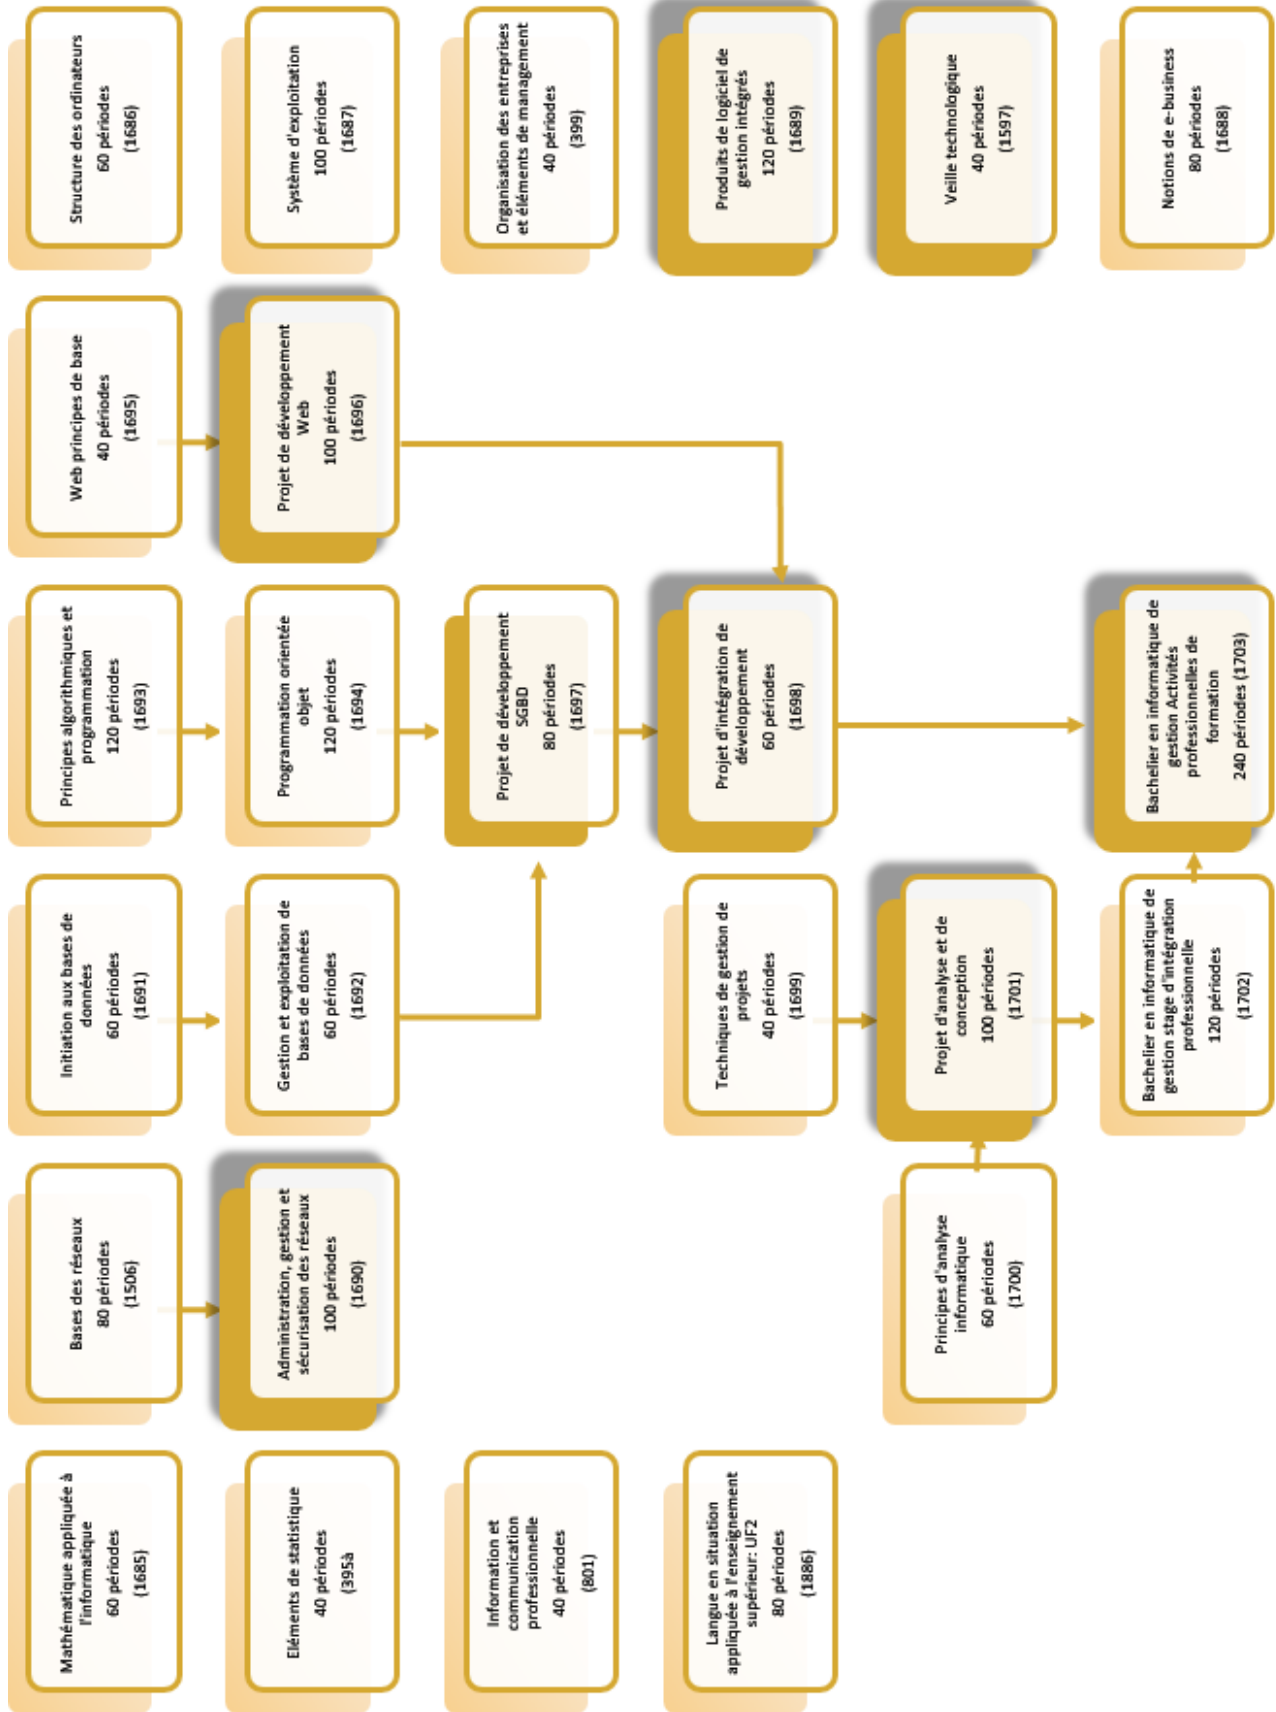 Mathématique appliquée à
l'informatique
60 périodes
(1685)
Bases des réseaux
80 périodes
(1506)
Initiation aux bases de
données
60 périodes
(1691)
Principes algorithmiques et
programmation
120 périodes
(1693)
Web principes de base
40 périodes
(1695)
Structure des ordinateurs
60 périodes
(1686)
Eléments de statistique
40 périodes
(395à
Administration, gestion et
sécurisation des réseaux
100 périodes
(1690)
Gestion et exploitation de
bases de données
60 périodes
(1692)
Programmation orientée
objet
120 périodes
(1694)
Projet de développement
Web
100 périodes
(1696)
Système d'exploitation
100 périodes
(1687)
Information et
communication
professionnelle
40 périodes
(801)
Projet de développement
SGBD
80 périodes
(1697)
Organisation des entreprises
et éléments de management
40 périodes
(399)
Langue en situation
appliquée à l'enseignement
supérieur: UF2
80 périodes
(1886)
Techniques de gestion de
projets
40 périodes
(1699)
Projet d'intégration de
développement
60 périodes
(1698)
Produits de logiciel de
gestion intégrés
120 périodes
(1689)
Principes d'analyse
informatique
60 périodes
(1700)
Projet d'analyse et de
conception
100 périodes
(1701)
Veille technologique
40 périodes
(1597)
Bachelier en informatique de
gestion stage d'intégration
professionnelle
120 périodes
(1702)
Bachelier en informatique de
gestion Activités
professionnelles de
formation
240 périodes (1703)
Notions de e-business
80 périodes
(1688)